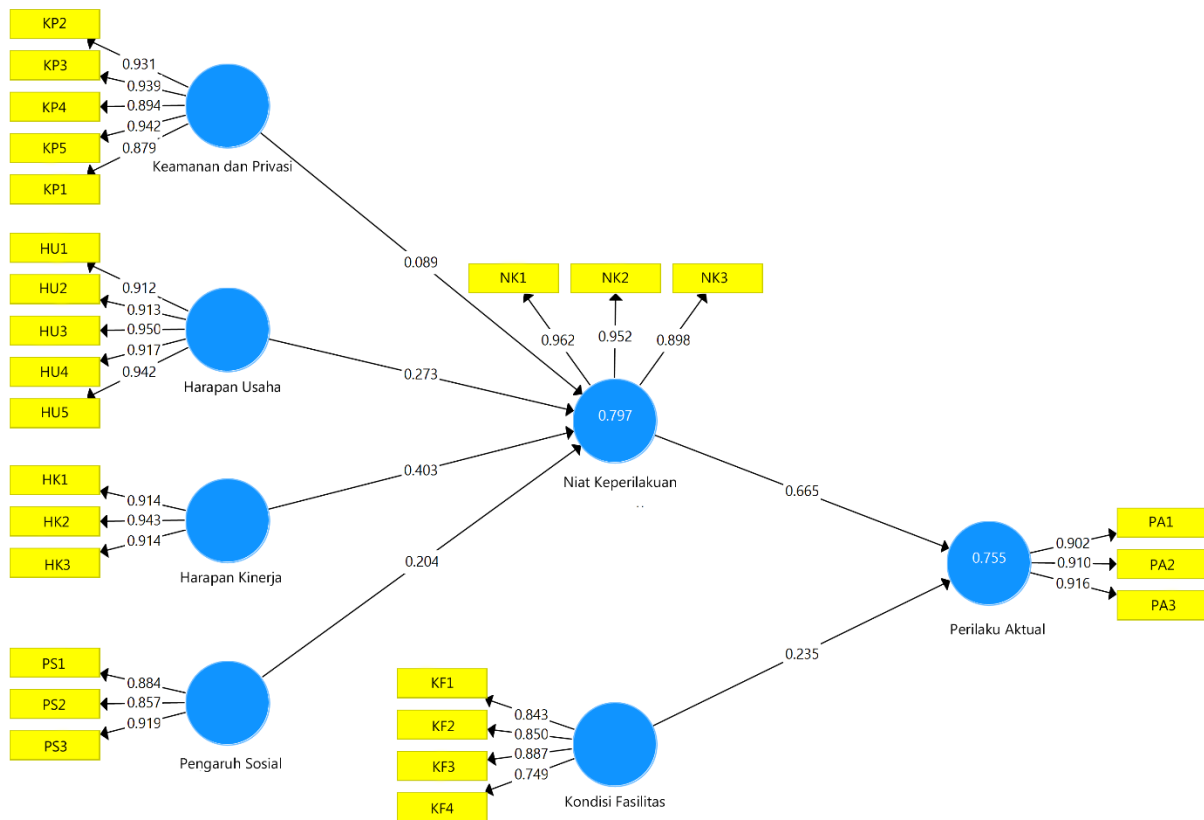 KP2
KP3
KP4
KP5
KP1
0.931
0.939
0.894
0.942
0.879
Keamanan dan Privasi
0.089
HU1
HU2
HU3
HU4
HU5
0.912
0.913
0.950
0.917
0.942
Harapan Usaha
0.273
NK1
NK2
NK3
0.962
0.952
0.898
0.797
Niat Keperilakuan
..
HK1
HK2
HK3
0.914
0.943
0.914
Harapan Kinerja
0.403
PS1
PS2
PS3
0.884
0.857
0.919
Pengaruh Sosial
0.204
0.665
KF1
KF2
KF3
KF4
0.843
0.850
0.887
0.749
Kondisi Fasilitas
0.235
0.755
Perilaku Aktual
0.902
0.910
0.916
PA1
PA2
PA3